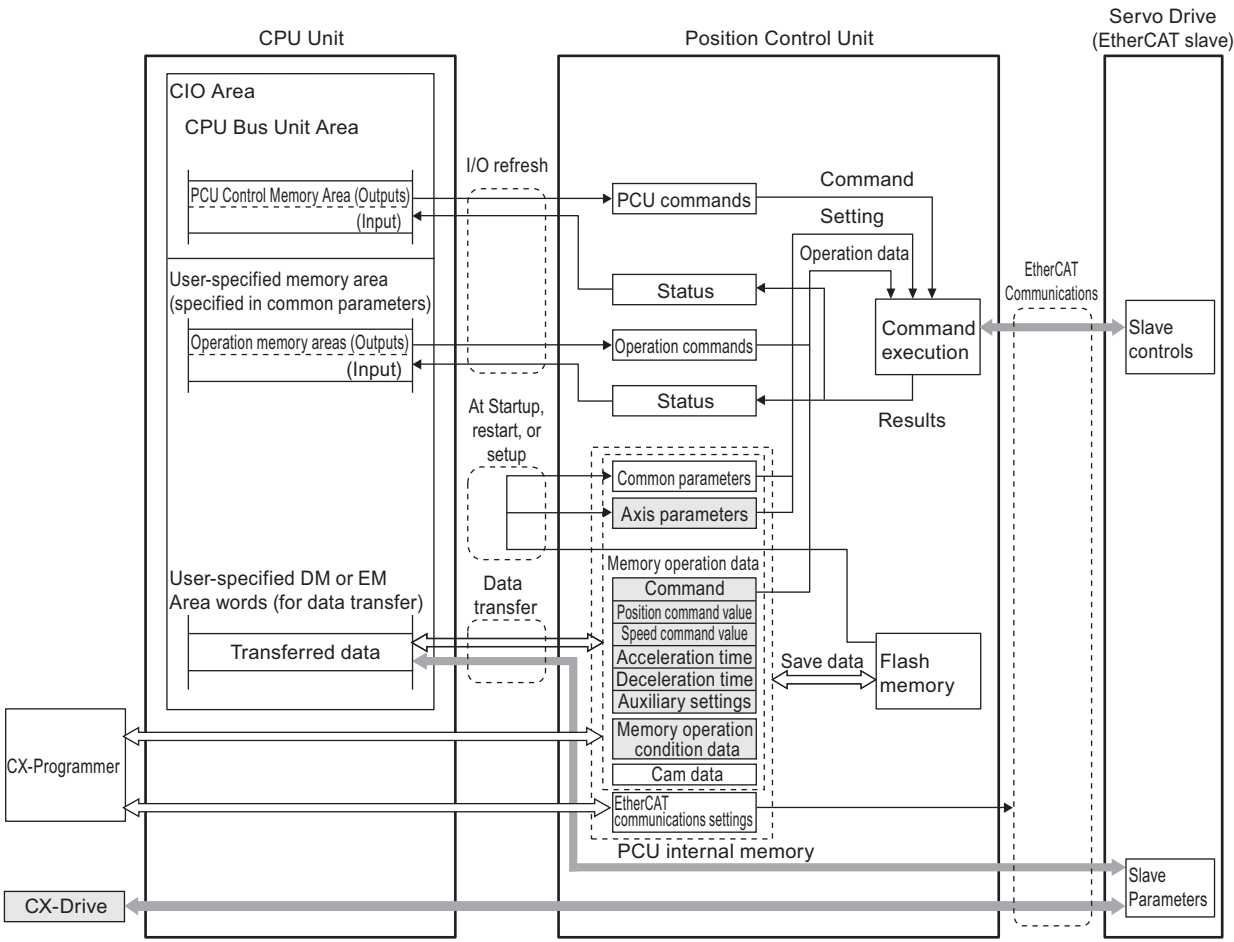 Servo Drive
(EtherCAT slave)
CPU Unit
Position Control Unit
CIO Area
CPU Bus Unit Area
I/O refresh
PCU Control Memory Area (Outputs)
(Input)
PCU commands
Command
Setting
Operation data
User-specified memory area
(specified in common parameters)
Operation memory areas (Outputs)
(Input)
Status
Operation commands
Status
Command
execution
Results
EtherCAT
Communications
Slave
controls
At Startup,
restart, or
setup
Common parameters
Axis parameters
Memory operation data
Command
Position command value
Speed command value
Acceleration time
Deceleration time
Auxiliary settings
Memory operation
condition data
Cam data
EtherCAT
communications settings
PCU internal memory
User-specified DM or EM
Area words (for data transfer)
Transferred data
Data
transfer
Save data
Flash
memory
CX-Programmer
CX-Drive
Slave
Parameters